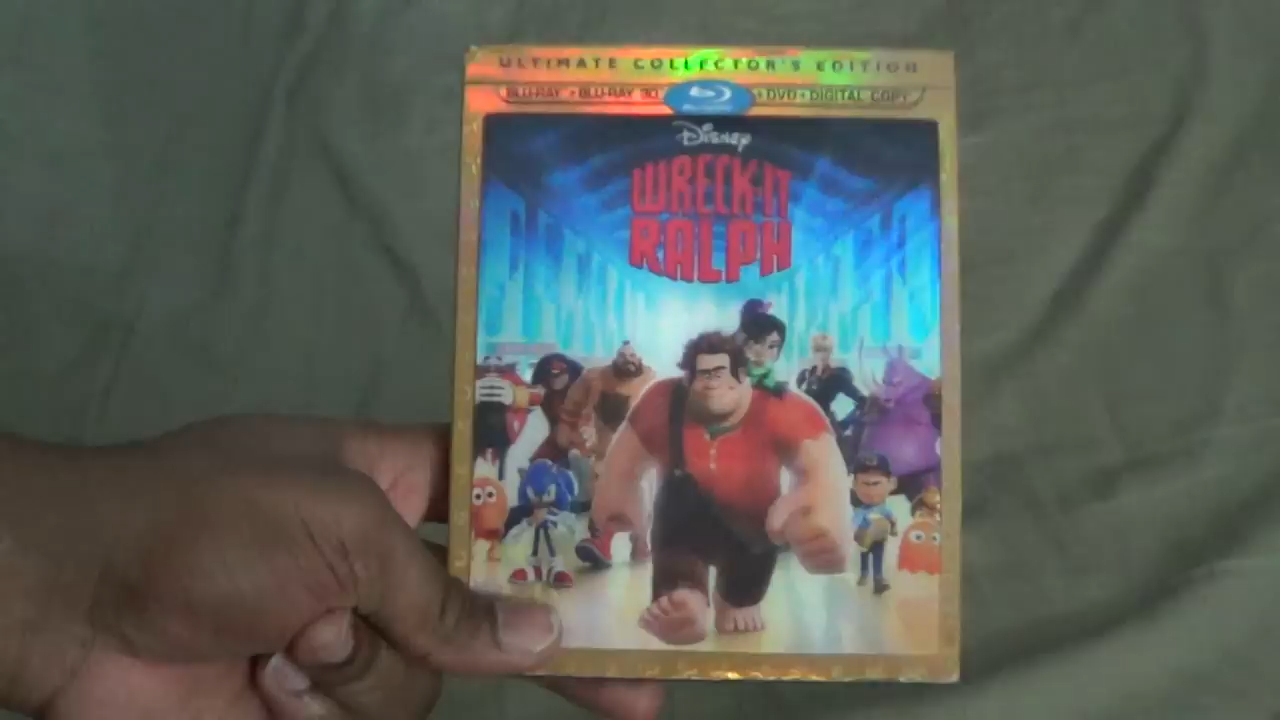 ULTIMATE COLLECTOR'S EDITION
BLU-RAY + BLU-RAY 3D + DVD + DIGITAL COPY
Disney
WRECK-IT
RALPH